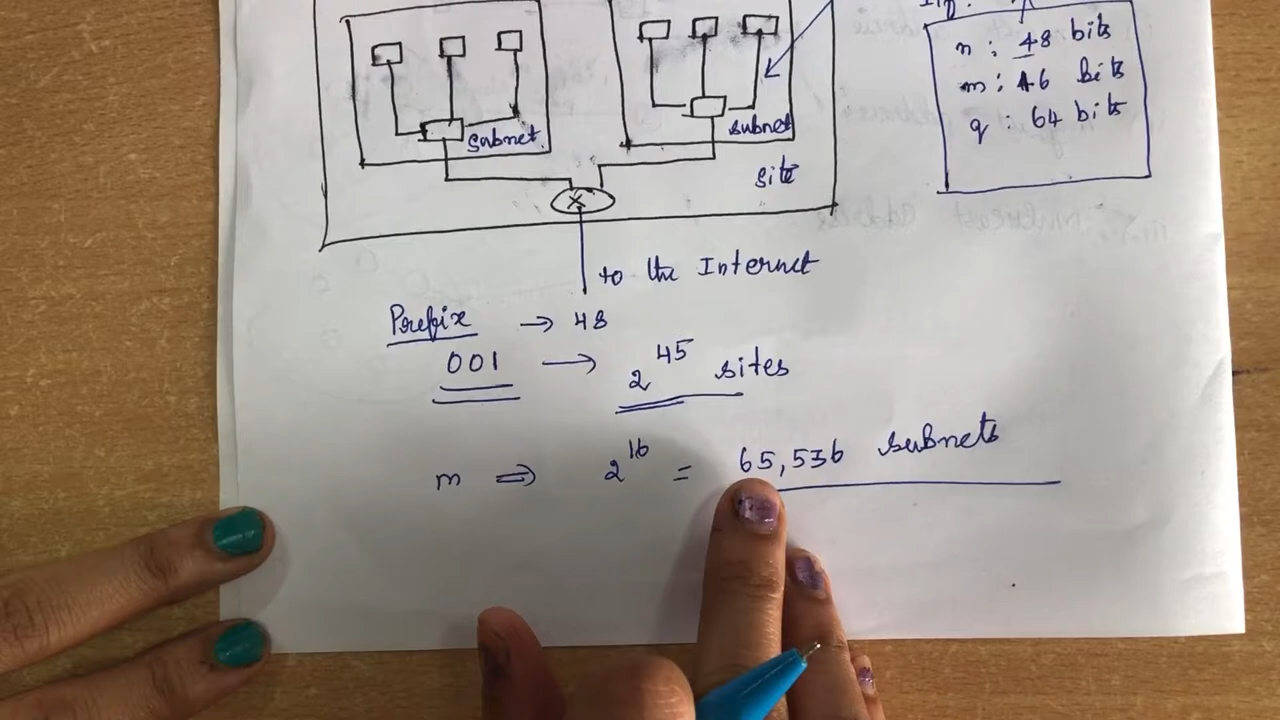 n : 48 bits
m : 16 bits
q : 64 bits
subnet
subnet
site
to the Internet
Prefix → 48
001 → 2^45 sites
m ⇒ 2^16 = 65,536 subnets